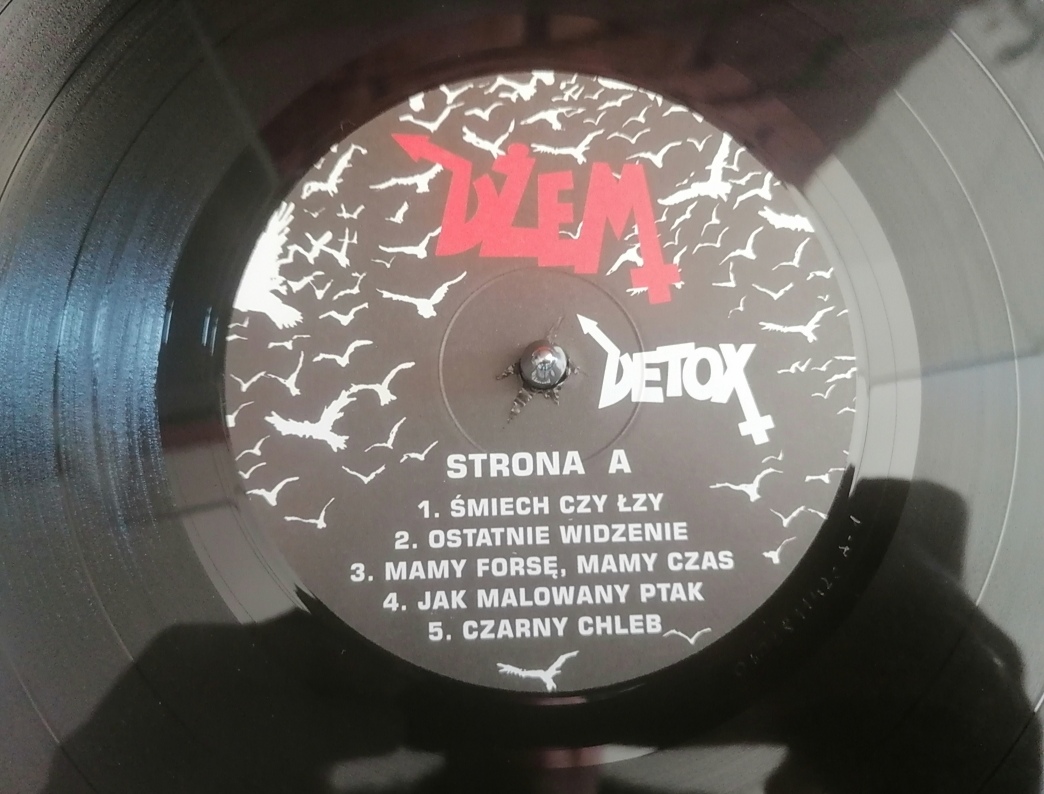 DŻEM
DETOX
STRONA A
1. ŚMIECH CZY ŁZY
2. OSTATNIE WIDZENIE
3. MAMY FORSĘ, MAMY CZAS
4. JAK MALOWANY PTAK
5. CZARNY CHLEB